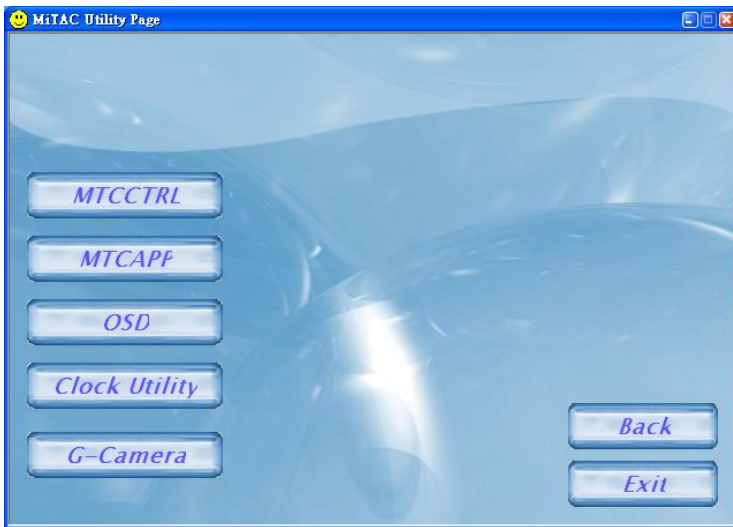 MiTAC Utility Page
MTCCTRL
MTCAPP
OSD
Clock Utility
G-Camera
Back
Exit